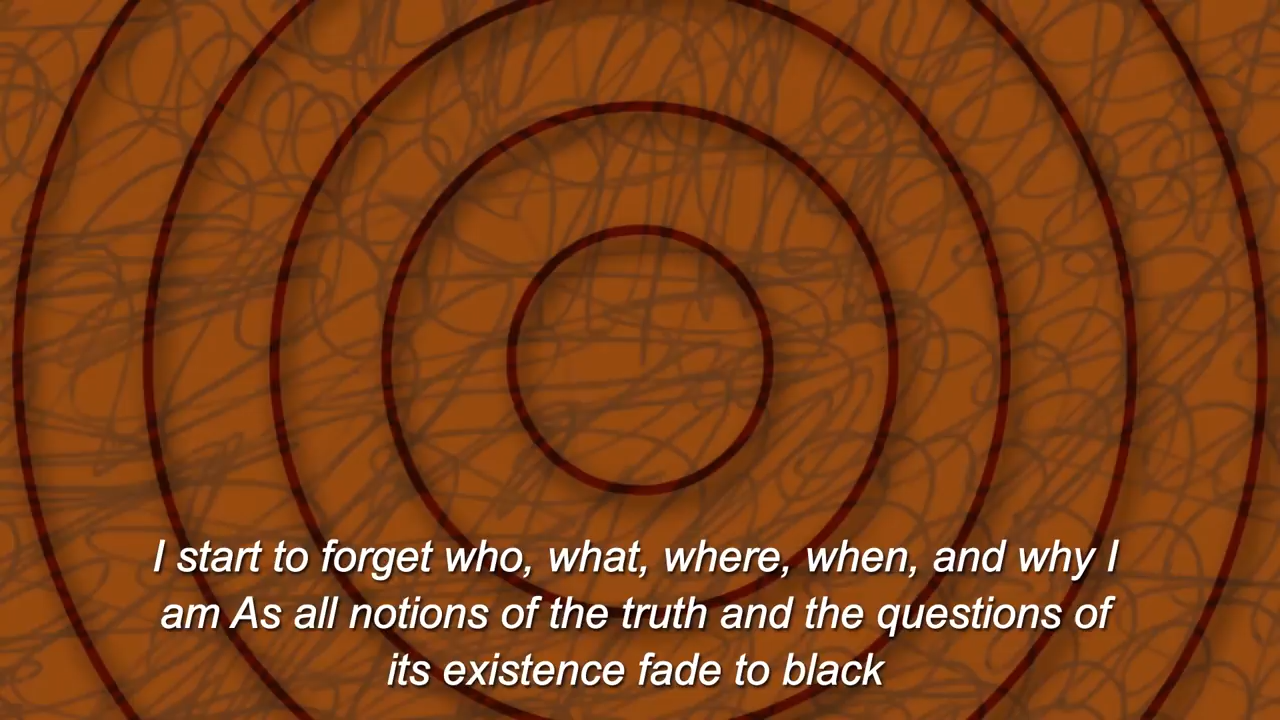 I start to forget who, what, where, when, and why I
am As all notions of the truth and the questions of
its existence fade to black